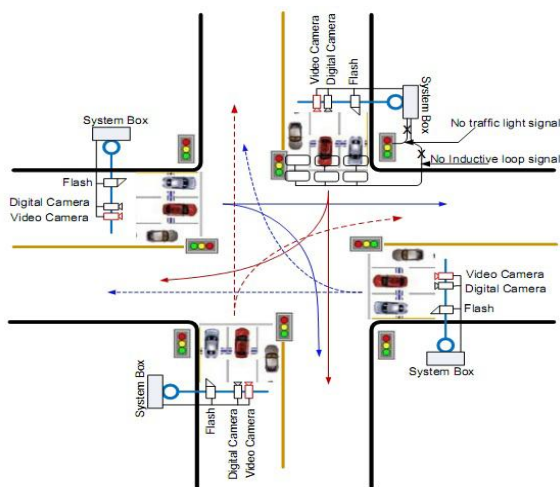 Video Camera
Digital Camera
Flash
System Box
No traffic light signal
No Inductive loop signal
System Box
Flash
Digital Camera
Video Camera
Video Camera
Digital Camera
Flash
System Box
System Box
Flash
Digital Camera
Video Camera